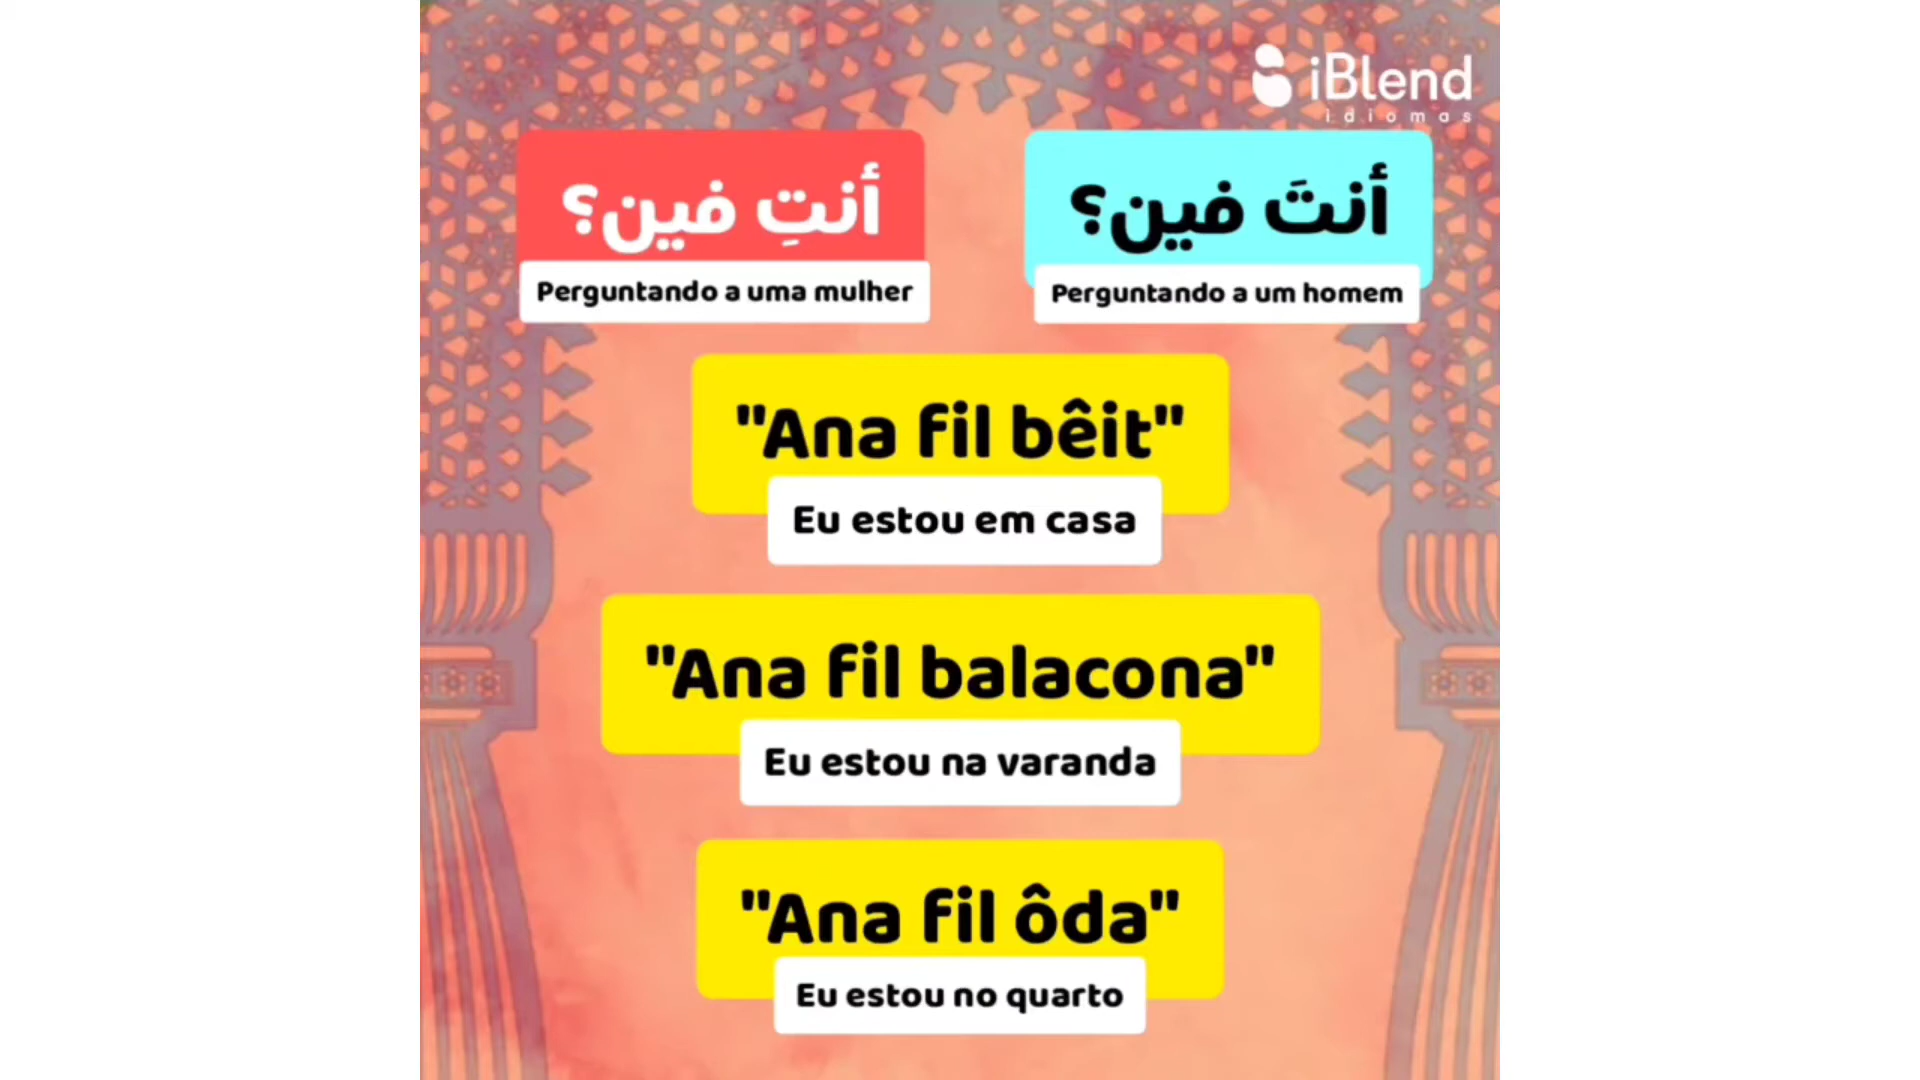 iBlend
idiomas
أنتِ فين؟
Perguntando a uma mulher
أنتَ فين؟
Perguntando a um homem
"Ana fil bêit"
Eu estou em casa
"Ana fil balacona"
Eu estou na varanda
"Ana fil ôda"
Eu estou no quarto